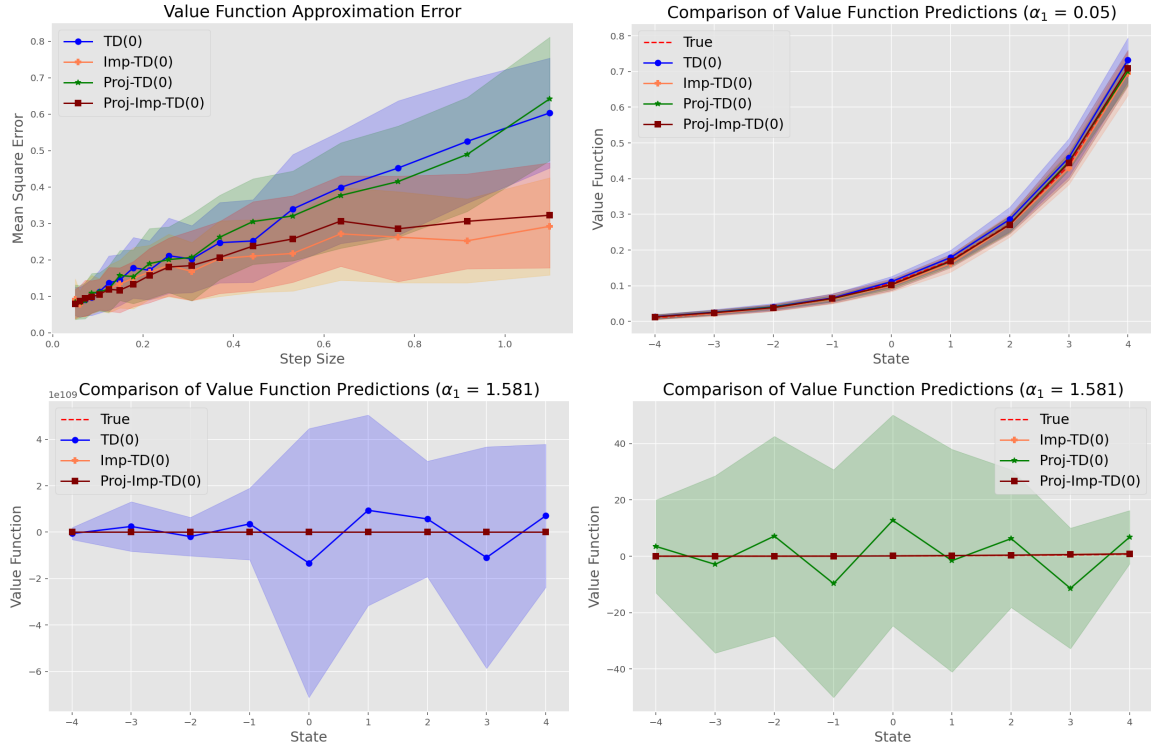 Value Function Approximation Error
TD(0)
Imp-TD(0)
Proj-TD(0)
Proj-Imp-TD(0)
Mean Square Error
0.8
0.7
0.6
0.5
0.4
0.3
0.2
0.1
0.0
0.0 0.2 0.4 0.6 0.8 1.0
Step Size
Comparison of Value Function Predictions (α₁ = 0.05)
True
TD(0)
Imp-TD(0)
Proj-TD(0)
Proj-Imp-TD(0)
Value Function
0.8
0.7
0.6
0.5
0.4
0.3
0.2
0.1
0.0
−4 −3 −2 −1 0 1 2 3 4
State
Comparison of Value Function Predictions (α₁ = 1.581)
1e109
True
TD(0)
Imp-TD(0)
Proj-Imp-TD(0)
Value Function
4
2
0
−2
−4
−6
−4 −3 −2 −1 0 1 2 3 4
State
Comparison of Value Function Predictions (α₁ = 1.581)
True
Imp-TD(0)
Proj-TD(0)
Proj-Imp-TD(0)
Value Function
40
20
0
−20
−40
−4 −3 −2 −1 0 1 2 3 4
State